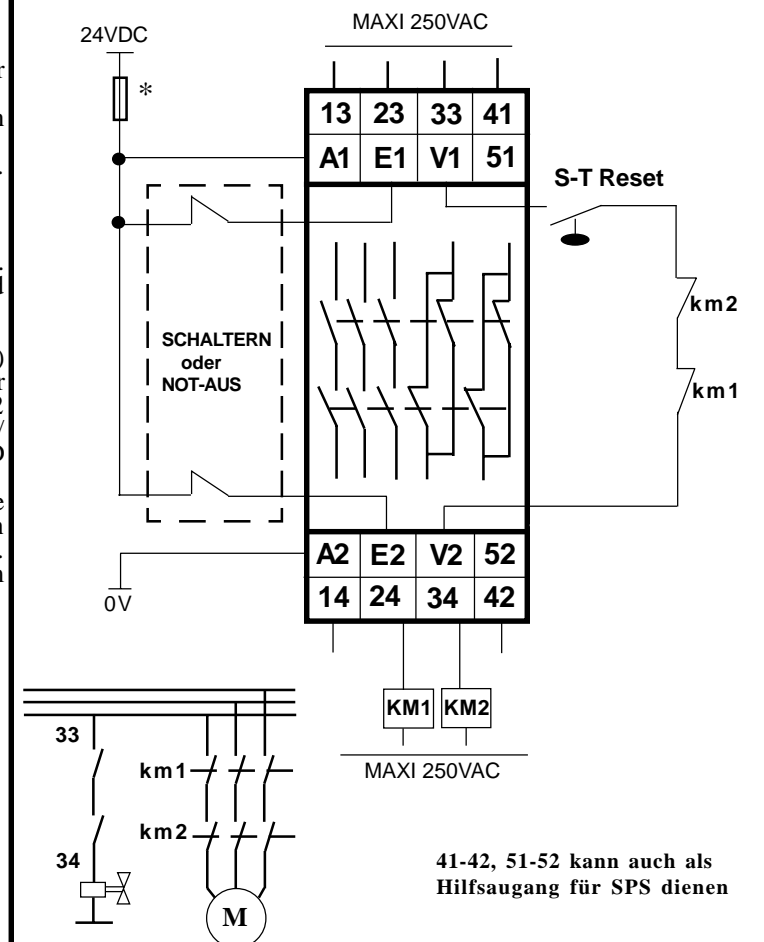 MAXI 250VAC
24VDC
*
13 23 33 41
A1 E1 V1 51
S-T Reset
km2
SCHALTERN
oder
NOT-AUS
km1
A2 E2 V2 52
14 24 34 42
0V
KM1 KM2
MAXI 250VAC
33
km1
km2
34
M
41-42, 51-52 kann auch als
Hilfsaugang für SPS dienen